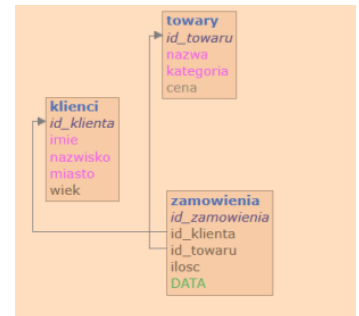 towary
id_towaru
nazwa
kategoria
cena
klienci
id_klienta
imie
nazwisko
miasto
wiek
zamowienia
id_zamowienia
id_klienta
id_towaru
ilosc
DATA